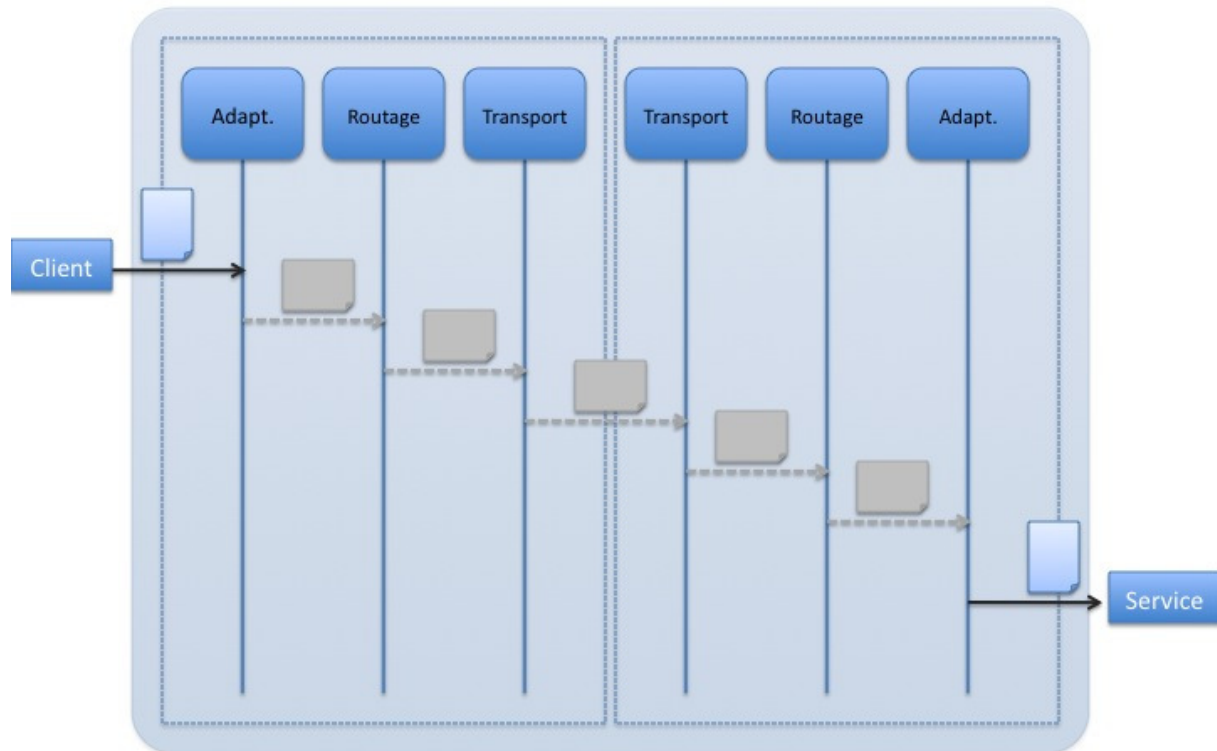 Adapt.
Routage
Transport
Transport
Routage
Adapt.
Client
Service